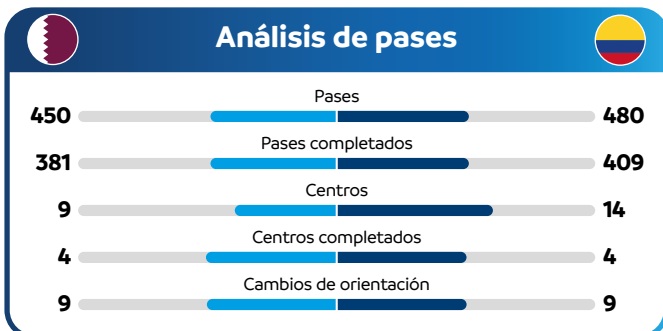 Análisis de pases
Pases
450 480
Pases completados
381 409
Centros
9 14
Centros completados
4 4
Cambios de orientación
9 9